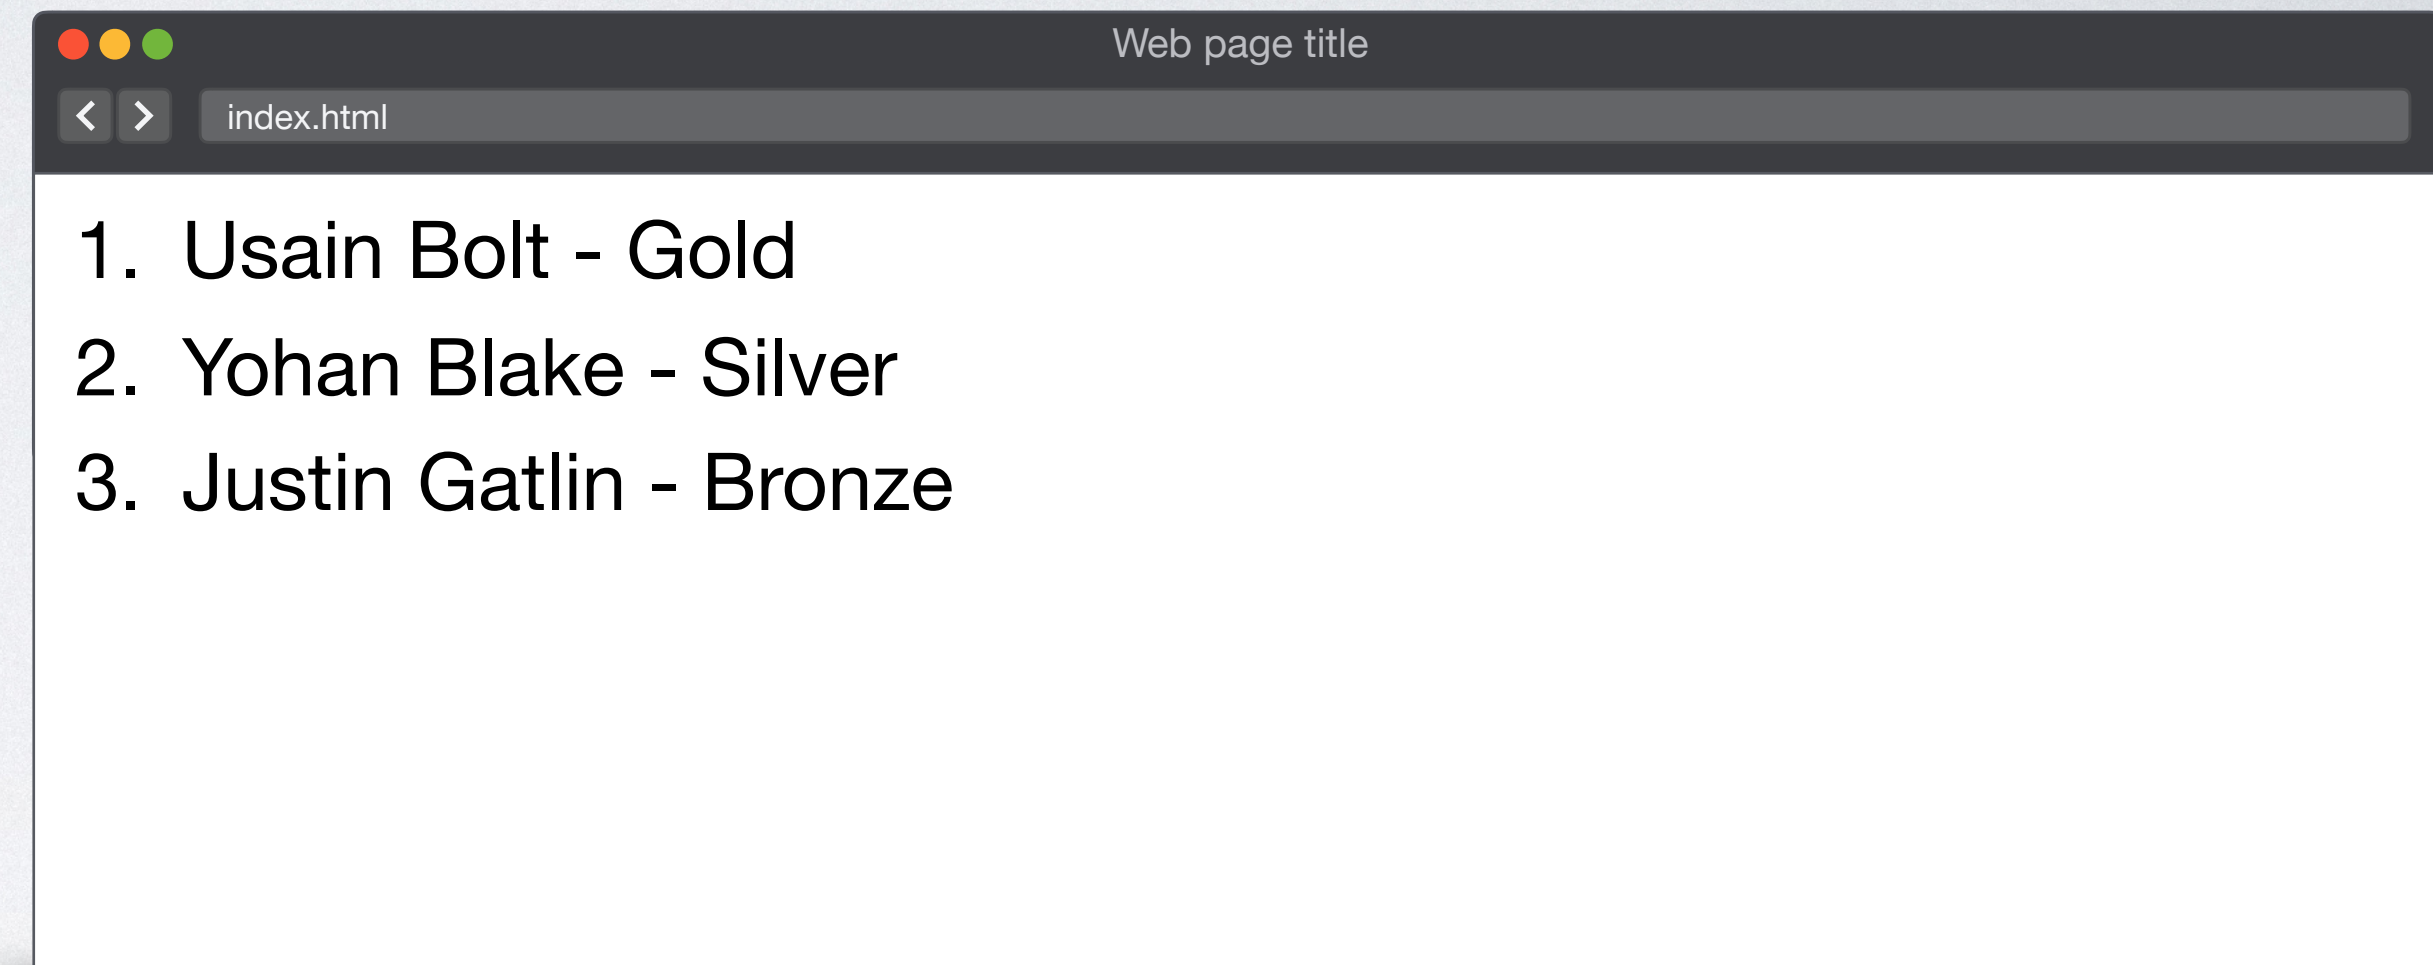 Web page title
index.html
1. Usain Bolt - Gold
2. Yohan Blake - Silver
3. Justin Gatlin - Bronze